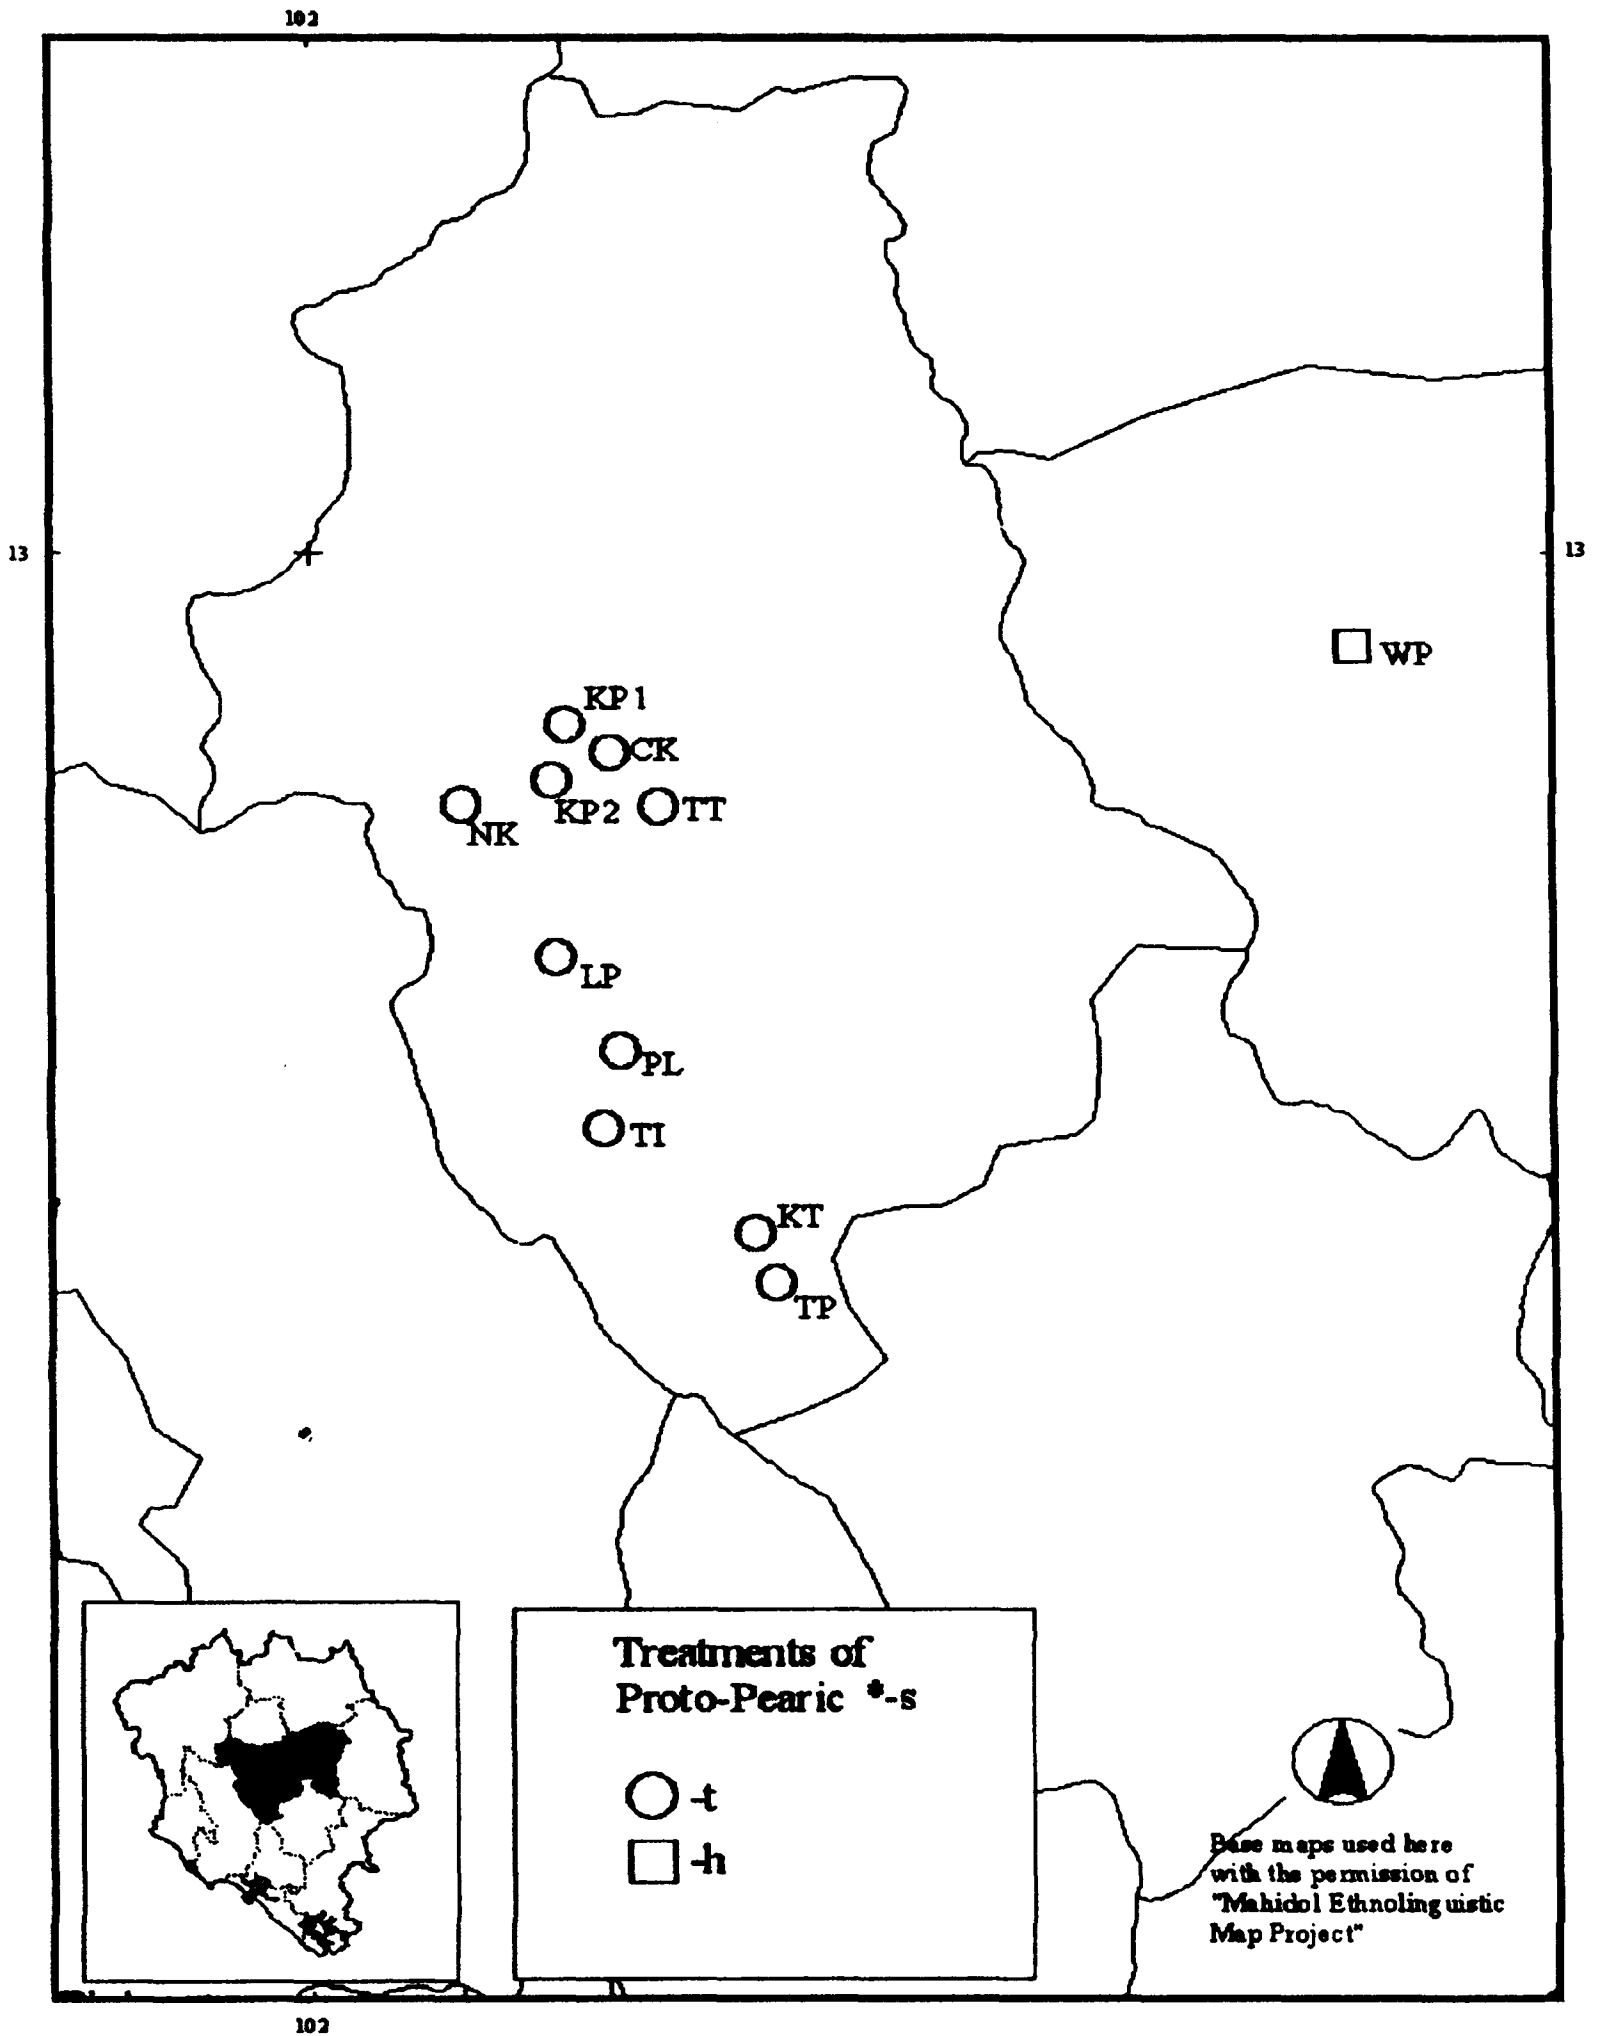 102
13
13
WP
KP1
CK
KP2
TT
NK
LP
PL
TI
KT
TP
Treatments of
Proto-Pearic *-s
-t
-h
Base maps used here
with the permission of
"Mahidol Ethnolinguistic
Map Project"
102